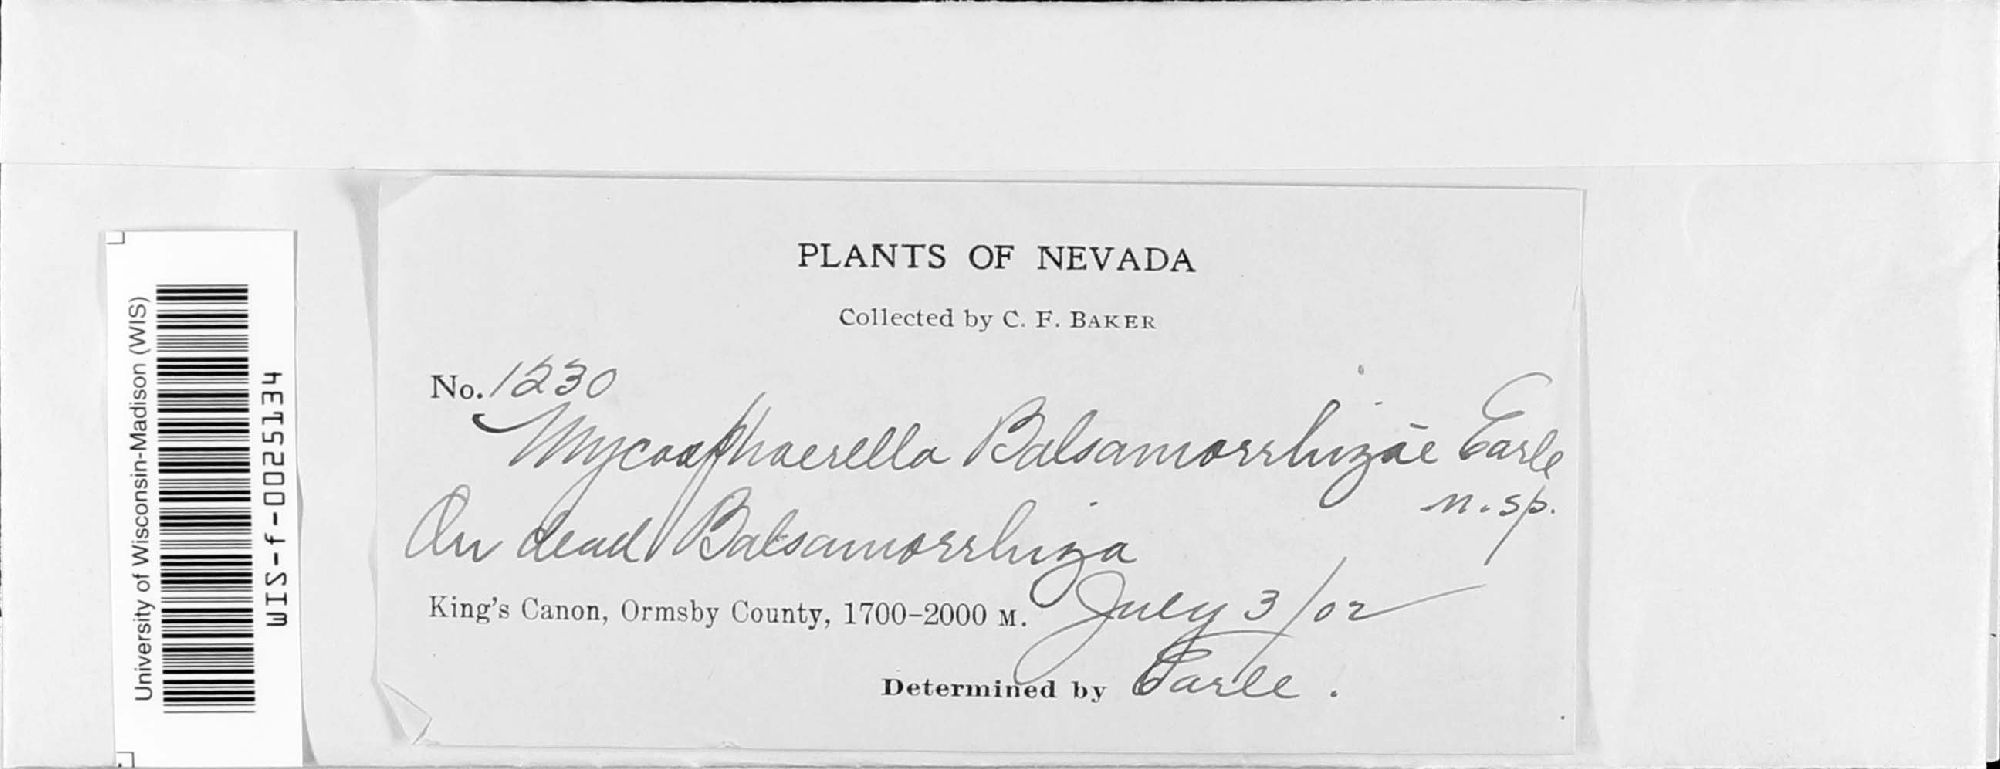 University of Wisconsin-Madison (WIS)
WIS-f-0025134
PLANTS OF NEVADA
Collected by C. F. BAKER
No. 1230
Mycosphaerella Balsamorrhizae Earle
n. sp.
On dead Balsamorrhiza
King's Canon, Ormsby County, 1700-2000 M. July 3/02
Determined by Earle.